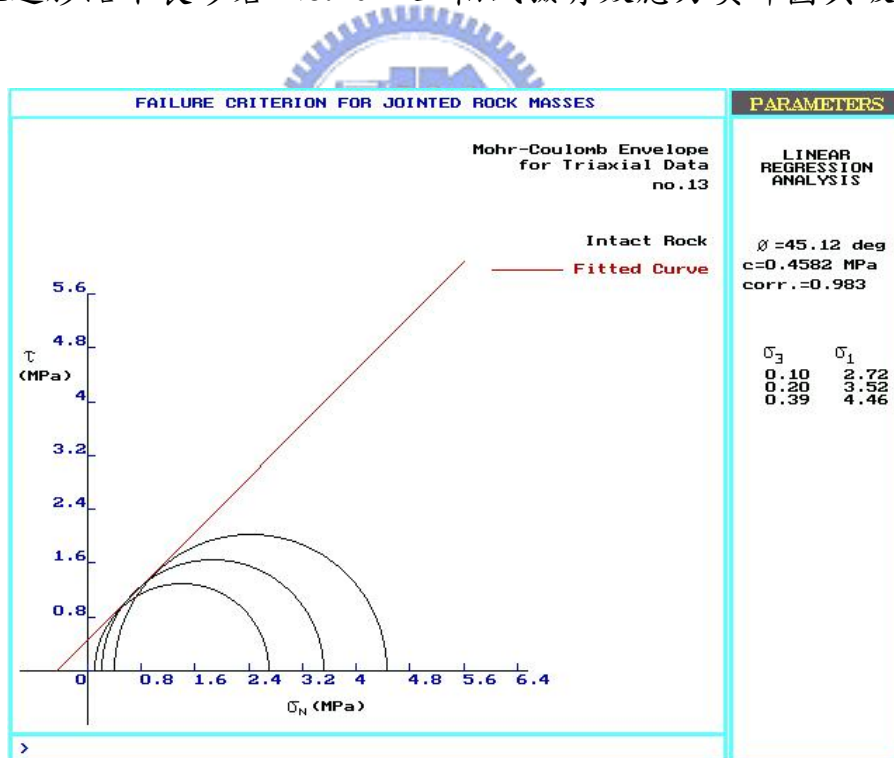 FAILURE CRITERION FOR JOINTED ROCK MASSES
PARAMETERS
Mohr-Coulomb Envelope
for Triaxial Data
no.13
Intact Rock
Fitted Curve
LINEAR
REGRESSION
ANALYSIS
Ø =45.12 deg
c=0.4582 MPa
corr.=0.983
σ3 σ1
0.10 2.72
0.20 3.52
0.39 4.46
5.6
4.8
τ
(MPa)
4
3.2
2.4
1.6
0.8
0 0.8 1.6 2.4 3.2 4 4.8 5.6 6.4
σN (MPa)
>